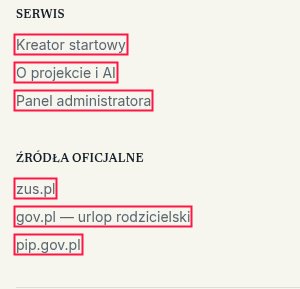 SERWIS
Kreator startowy
O projekcie i AI
Panel administratora
ŹRÓDŁA OFICJALNE
zus.pl
gov.pl — urlop rodzicielski
pip.gov.pl